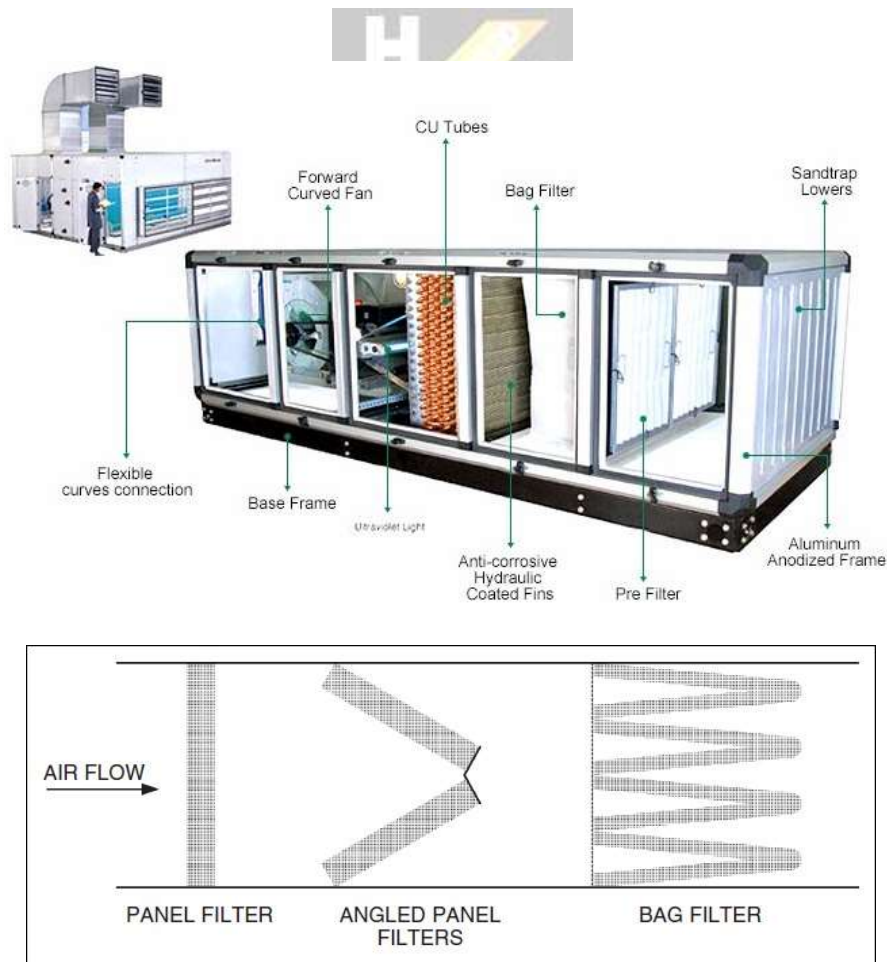 H
CU Tubes
Forward
Curved Fan
Bag Filter
Sandtrap
Lowers
Flexible
curves connection
Base Frame
Ultraviolet Light
Anti-corrosive
Hydraulic
Coated Fins
Pre Filter
Aluminum
Anodized Frame
AIR FLOW
PANEL FILTER
ANGLED PANEL
FILTERS
BAG FILTER